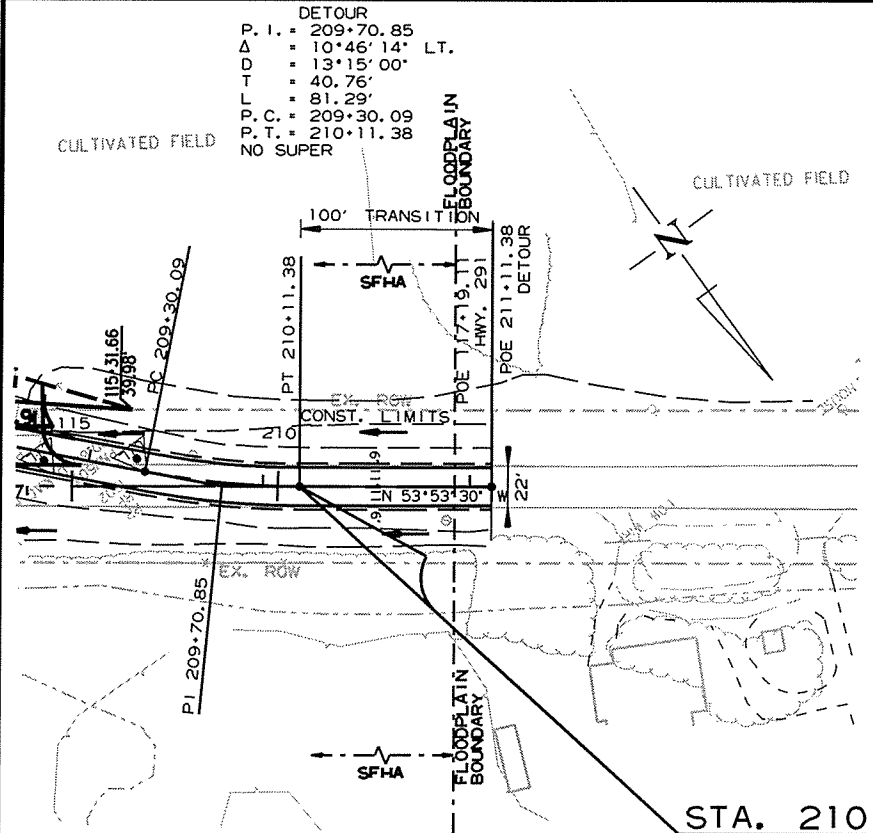 DETOUR
P. I. = 209+70.85
Δ = 10°46'14" LT.
D = 13°15'00"
T = 40.76'
L = 81.29'
P.C. = 209+30.09
P.T. = 210+11.38
NO SUPER
CULTIVATED FIELD
CULTIVATED FIELD
FLOODPLAIN
BOUNDARY
100' TRANSITION
SFHA
N
PT 210+11.38
POE 117+19.11
HWY. 291
POE 211+11.38
DETOUR
PC 209+30.09
115+31.66
39.98'
EX. ROW
CONST. LIMITS
115
210
N 53°53'30" W
22'
6' 11' 11' 6'
EX. ROW
PI 209+70.85
SFHA
FLOODPLAIN
BOUNDARY
STA. 210